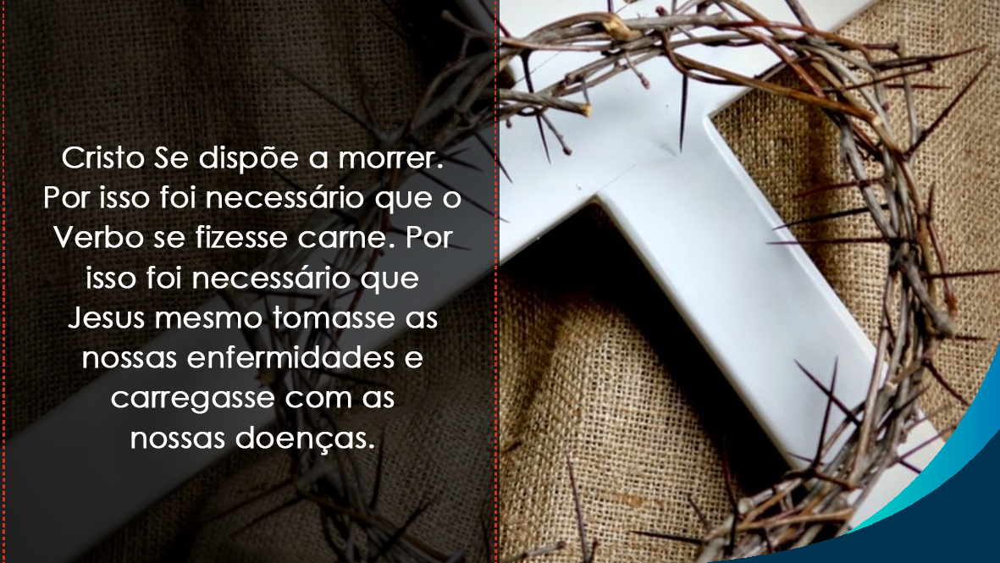 Cristo Se dispõe a morrer.
Por isso foi necessário que o
Verbo se fizesse carne. Por
isso foi necessário que
Jesus mesmo tomasse as
nossas enfermidades e
carregasse com as
nossas doenças.